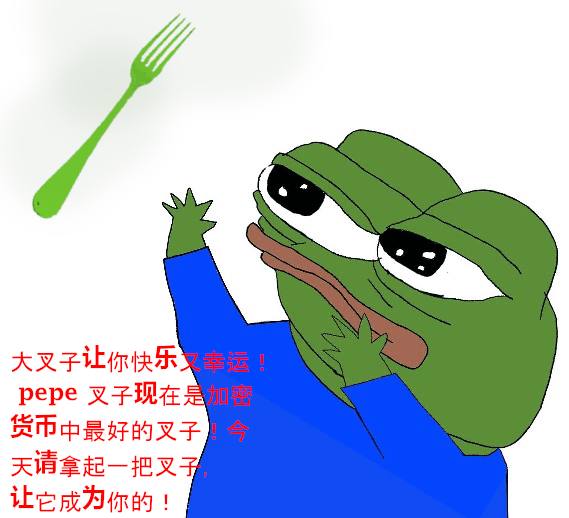 大叉子让你快乐又幸运！
pepe 叉子现在是加密
货币中最好的叉子！今
天请拿起一把叉子,
让它成为你的！